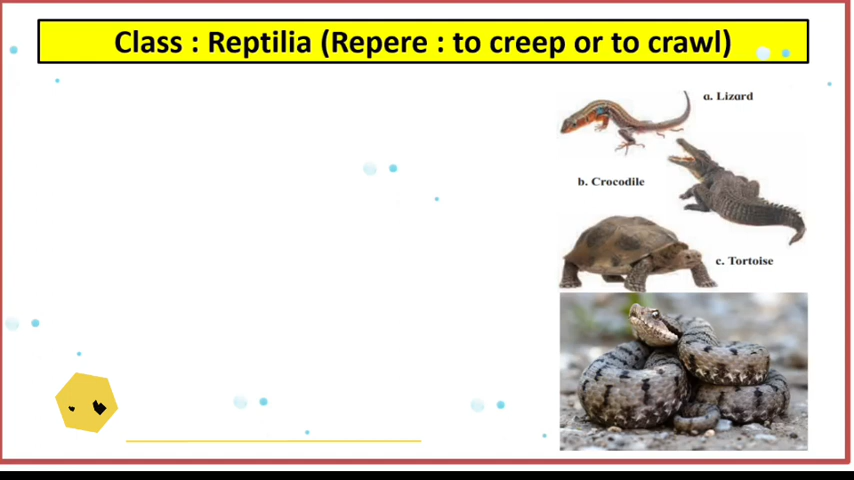 Class : Reptilia (Repere : to creep or to crawl)
a. Lizard
b. Crocodile
c. Tortoise